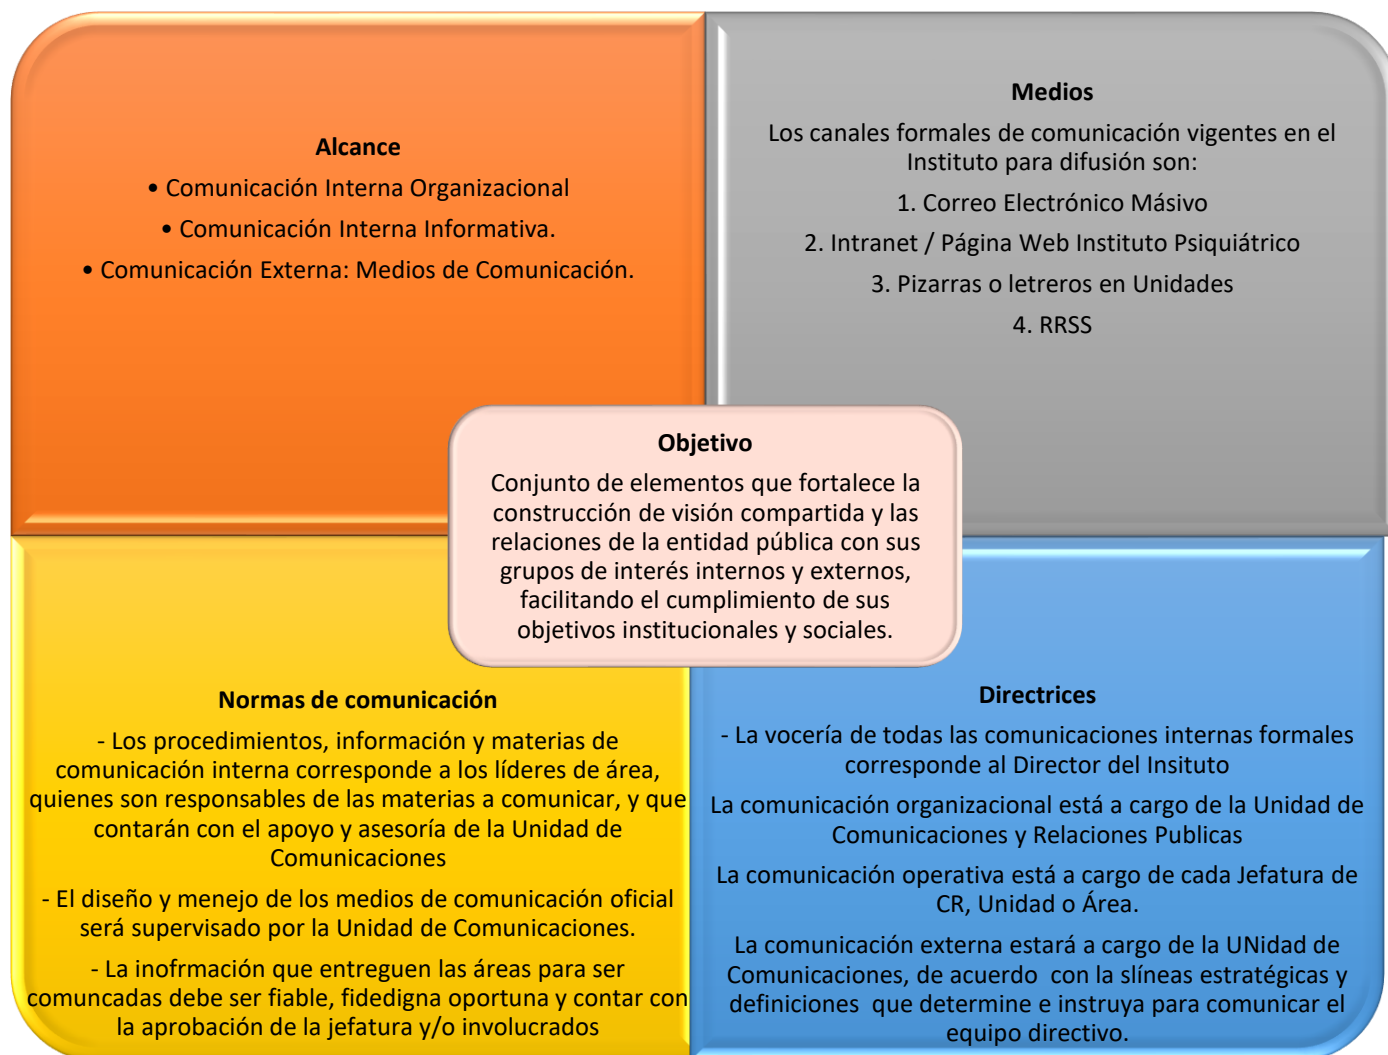 Alcance
• Comunicación Interna Organizacional
• Comunicación Interna Informativa.
• Comunicación Externa: Medios de Comunicación.
Medios
Los canales formales de comunicación vigentes en el
Instituto para difusión son:
1. Correo Electrónico Másivo
2. Intranet / Página Web Instituto Psiquiátrico
3. Pizarras o letreros en Unidades
4. RRSS
Objetivo
Conjunto de elementos que fortalece la
construcción de visión compartida y las
relaciones de la entidad pública con sus
grupos de interés internos y externos,
facilitando el cumplimiento de sus
objetivos institucionales y sociales.
Normas de comunicación
- Los procedimientos, información y materias de
comunicación interna corresponde a los líderes de área,
quienes son responsables de las materias a comunicar, y que
contarán con el apoyo y asesoría de la Unidad de
Comunicaciones
- El diseño y menejo de los medios de comunicación oficial
será supervisado por la Unidad de Comunicaciones.
- La inofrmación que entreguen las áreas para ser
comuncadas debe ser fiable, fidedigna oportuna y contar con
la aprobación de la jefatura y/o involucrados
Directrices
- La vocería de todas las comunicaciones internas formales
corresponde al Director del Insituto
La comunicación organizacional está a cargo de la Unidad de
Comunicaciones y Relaciones Publicas
La comunicación operativa está a cargo de cada Jefatura de
CR, Unidad o Área.
La comunicación externa estará a cargo de la UNidad de
Comunicaciones, de acuerdo  con la slíneas estratégicas y
definiciones  que determine e instruya para comunicar el
equipo directivo.